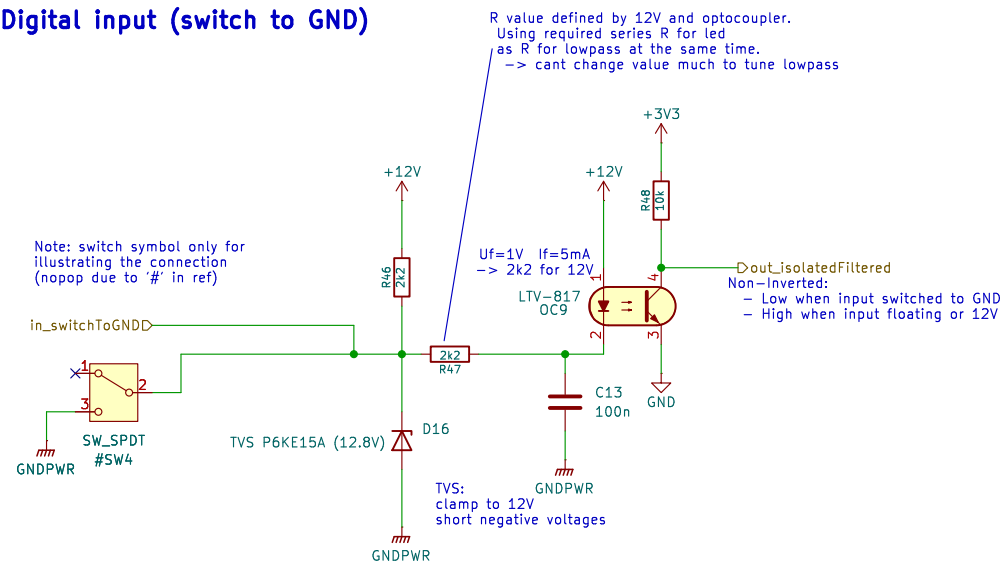 Digital input (switch to GND)
R value defined by 12V and optocoupler.
Using required series R for led
as R for lowpass at the same time.
-> cant change value much to tune lowpass
+3V3
+12V
+12V
R48
10k
Note: switch symbol only for
illustrating the connection
(nopop due to '#' in ref)
Uf=1V If=5mA
-> 2k2 for 12V
R46
2k2
1
4
out_isolatedFiltered
Non-Inverted:
- Low when input switched to GND
- High when input floating or 12V
LTV-817
OC9
in_switchToGND
2
3
2k2
R47
1
2
3
GND
C13
100n
D16
TVS P6KE15A (12.8V)
SW_SPDT
#SW4
GNDPWR
GNDPWR
TVS:
clamp to 12V
short negative voltages
GNDPWR